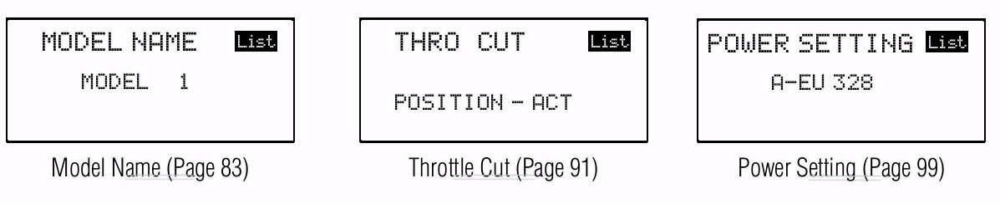 MODEL NAME List
MODEL 1
Model Name (Page 83)
THRO CUT List
POSITION – ACT
Throttle Cut (Page 91)
POWER SETTING List
A–EU 328
Power Setting (Page 99)